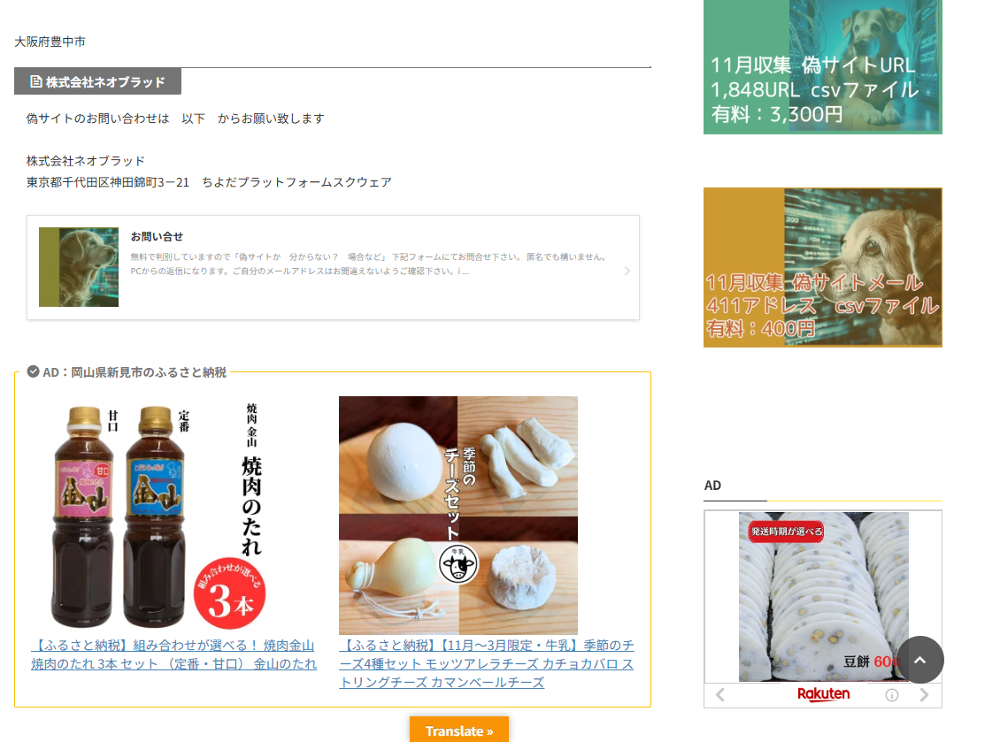 大阪府豊中市
株式会社ネオブラッド
偽サイトのお問い合わせは　以下　からお願い致します
株式会社ネオブラッド
東京都千代田区神田錦町3－21　ちよだプラットフォームスクウェア
お問い合せ
無料で判別していますので「偽サイトか　分からない？　場合など」 下記フォームにてお問合せ下さい。 匿名でも構いません。
PCからの返信になります。ご自分のメールアドレスはお間違えないようご確認下さい。i ...
AD：岡山県新見市のふるさと納税
甘口
定番
焼肉 金山
焼肉のたれ
金山
甘口
金山
組み合わせが選べる
3本
【ふるさと納税】組み合わせが選べる！ 焼肉金山
焼肉のたれ 3本 セット （定番・甘口） 金山のたれ
季節の
チーズセット
牛乳
【ふるさと納税】【11月～3月限定・牛乳】季節のチ
ーズ4種セット モッツアレラチーズ カチョカバロ ス
トリングチーズ カマンベールチーズ
Translate »
11月収集 偽サイトURL
1,848URL csvファイル
有料：3,300円
11月収集 偽サイトメール
411アドレス　csvファイル
有料：400円
AD
発送時期が選べる
豆餅 60
Rakuten